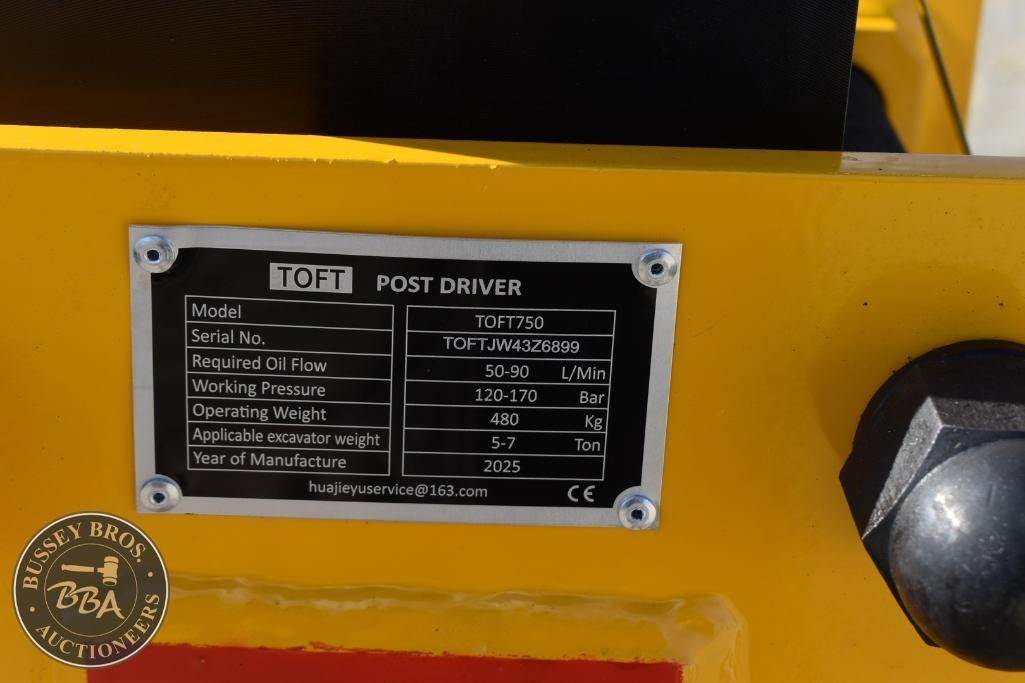 TOFT POST DRIVER
Model TOFT750
Serial No. TOFTJW43Z6899
Required Oil Flow 50-90 L/Min
Working Pressure 120-170 Bar
Operating Weight 480 Kg
Applicable excavator weight 5-7 Ton
Year of Manufacture 2025
huajieyuservice@163.com CE
BUSSEY BROS.
BBA
AUCTIONEERS